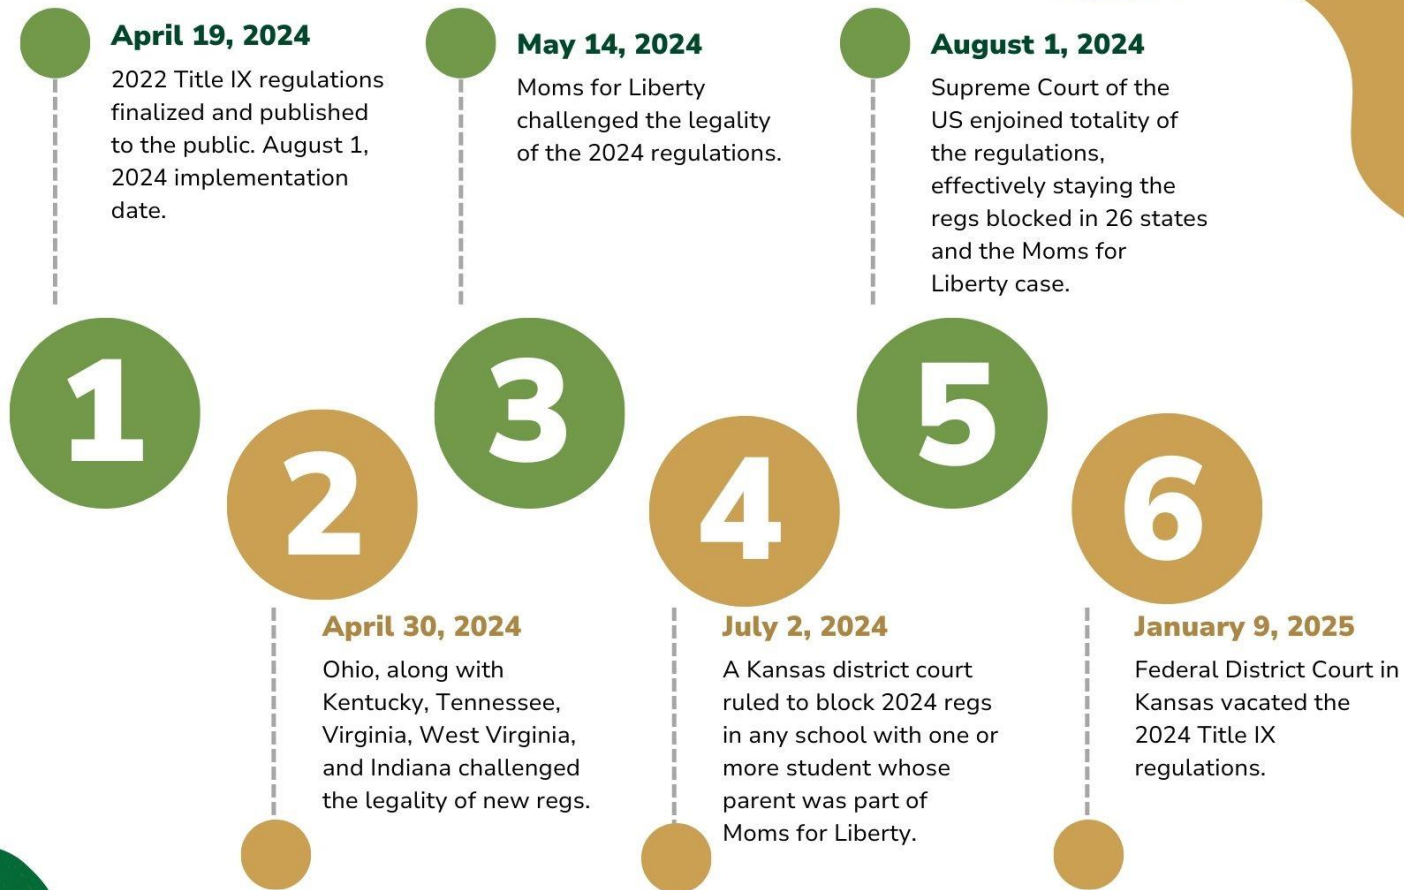 April 19, 2024
2022 Title IX regulations
finalized and published
to the public. August 1,
2024 implementation
date.
1
2
April 30, 2024
Ohio, along with
Kentucky, Tennessee,
Virginia, West Virginia,
and Indiana challenged
the legality of new regs.
May 14, 2024
Moms for Liberty
challenged the legality
of the 2024 regulations.
3
4
July 2, 2024
A Kansas district court
ruled to block 2024 regs
in any school with one or
more student whose
parent was part of
Moms for Liberty.
August 1, 2024
Supreme Court of the
US enjoined totality of
the regulations,
effectively staying the
regs blocked in 26 states
and the Moms for
Liberty case.
5
6
January 9, 2025
Federal District Court in
Kansas vacated the
2024 Title IX
regulations.